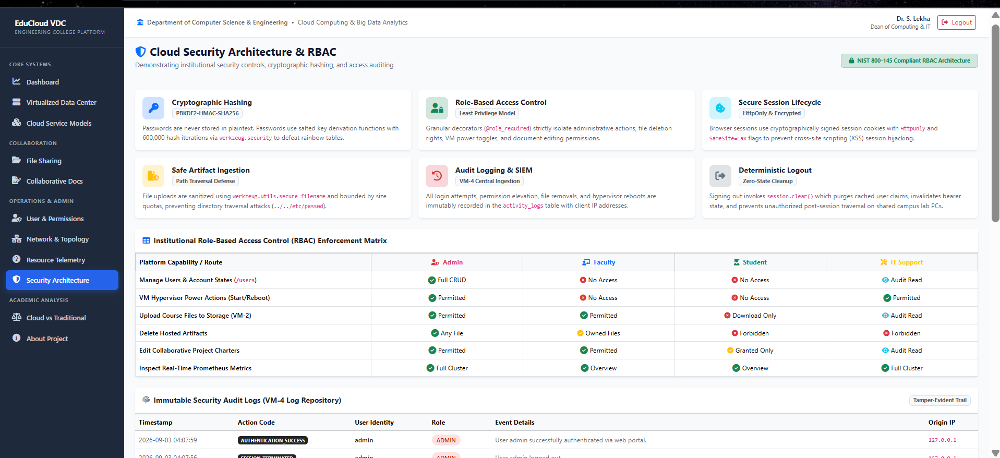 EduCloud VDC
ENGINEERING COLLEGE PLATFORM
CORE SYSTEMS
Dashboard
Virtualized Data Center
Cloud Service Models
COLLABORATION
File Sharing
Collaborative Docs
OPERATIONS & ADMIN
User & Permissions
Network & Topology
Resource Telemetry
Security Architecture
ACADEMIC ANALYSIS
Cloud vs Traditional
About Project
Department of Computer Science & Engineering • Cloud Computing & Big Data Analytics
Dr. S. Lekha
Dean of Computing & IT
Logout
Cloud Security Architecture & RBAC
Demonstrating institutional security controls, cryptographic hashing, and access auditing
NIST 800-145 Compliant RBAC Architecture
Cryptographic Hashing
PBKDF2-HMAC-SHA256
Passwords are never stored in plaintext. Passwords use salted key derivation functions with
600,000 hash iterations via werkzeug.security to defeat rainbow tables.
Role-Based Access Control
Least Privilege Model
Granular decorators (@role_required) strictly isolate administrative actions, file deletion
rights, VM power toggles, and document editing permissions.
Secure Session Lifecycle
HttpOnly & Encrypted
Browser sessions use cryptographically signed session cookies with HttpOnly and
SameSite=Lax flags to prevent cross-site scripting (XSS) session hijacking.
Safe Artifact Ingestion
Path Traversal Defense
File uploads are sanitized using werkzeug.utils.secure_filename and bounded by size
quotas, preventing directory traversal attacks (../../etc/passwd).
Audit Logging & SIEM
VM-4 Central Ingestion
All login attempts, permission elevation, file removals, and hypervisor reboots are
immutably recorded in the activity_logs table with client IP addresses.
Deterministic Logout
Zero-State Cleanup
Signing out invokes session.clear() which purges cached user claims, invalidates bearer
state, and prevents unauthorized post-session traversal on shared campus lab PCs.
Institutional Role-Based Access Control (RBAC) Enforcement Matrix
Platform Capability / Route Admin Faculty Student IT Support
Manage Users & Account States (/users) Full CRUD No Access No Access Audit Read
VM Hypervisor Power Actions (Start/Reboot) Permitted No Access No Access Permitted
Upload Course Files to Storage (VM-2) Permitted Permitted Download Only Audit Read
Delete Hosted Artifacts Any File Owned Files Forbidden Forbidden
Edit Collaborative Project Charters Permitted Permitted Granted Only Audit Read
Inspect Real-Time Prometheus Metrics Full Cluster Overview Overview Full Cluster
Immutable Security Audit Logs (VM-4 Log Repository)
Tamper-Evident Trail
Timestamp Action Code User Identity Role Event Details Origin IP
2026-09-03 04:07:59 AUTHENTICATION_SUCCESS admin ADMIN User admin successfully authenticated via web portal. 127.0.0.1
2026-09-03 04:07:56 SESSION_TERMINATED admin ADMIN User admin logged out 127.0.0.1